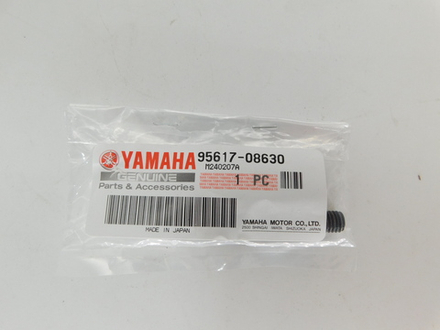 YAMAHA 95617-08630
M240207A
GENUINE
1 PC
Parts & Accessories
YAMAHA MOTOR CO., LTD.
MADE IN JAPAN